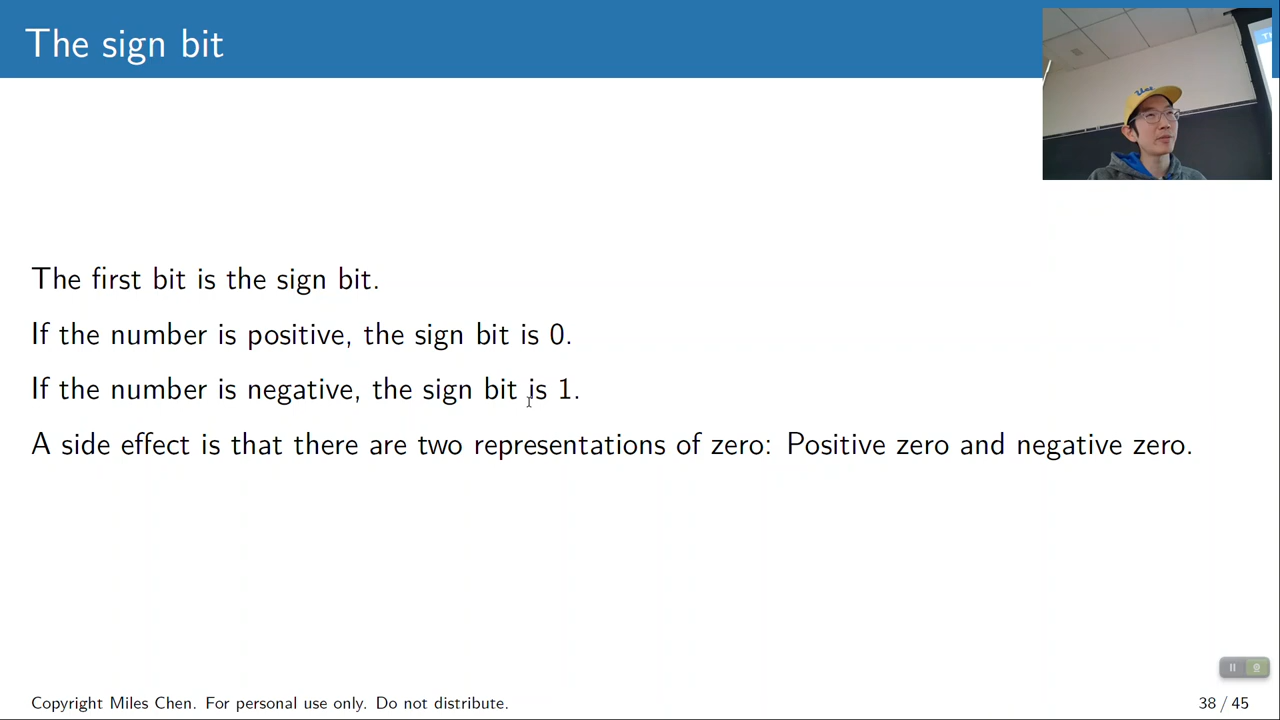 The sign bit
The first bit is the sign bit.
If the number is positive, the sign bit is 0.
If the number is negative, the sign bit is 1.
A side effect is that there are two representations of zero: Positive zero and negative zero.
Copyright Miles Chen. For personal use only. Do not distribute.
38 / 45